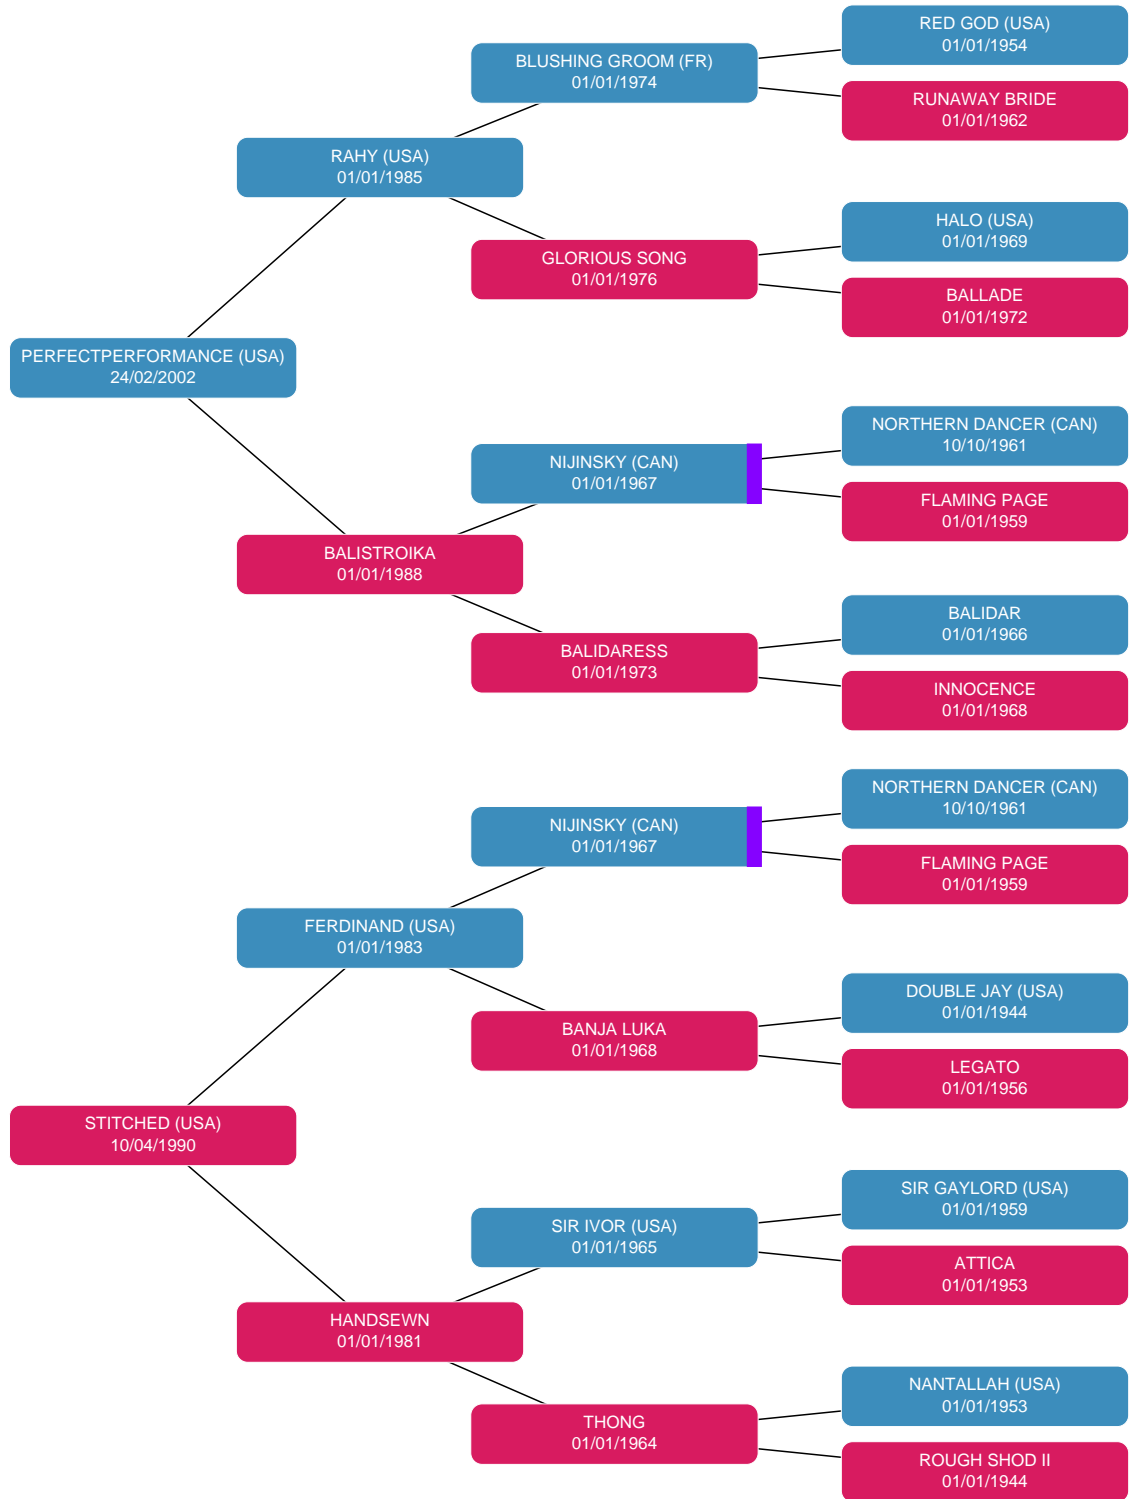 RED GOD (USA)
01/01/1954
BLUSHING GROOM (FR)
01/01/1974
RUNAWAY BRIDE
01/01/1962
RAHY (USA)
01/01/1985
HALO (USA)
01/01/1969
GLORIOUS SONG
01/01/1976
BALLADE
01/01/1972
PERFECTPERFORMANCE (USA)
24/02/2002
NORTHERN DANCER (CAN)
10/10/1961
NIJINSKY (CAN)
01/01/1967
FLAMING PAGE
01/01/1959
BALISTROIKA
01/01/1988
BALIDAR
01/01/1966
BALIDARESS
01/01/1973
INNOCENCE
01/01/1968
NORTHERN DANCER (CAN)
10/10/1961
NIJINSKY (CAN)
01/01/1967
FLAMING PAGE
01/01/1959
FERDINAND (USA)
01/01/1983
DOUBLE JAY (USA)
01/01/1944
BANJA LUKA
01/01/1968
LEGATO
01/01/1956
STITCHED (USA)
10/04/1990
SIR GAYLORD (USA)
01/01/1959
SIR IVOR (USA)
01/01/1965
ATTICA
01/01/1953
HANDSEWN
01/01/1981
NANTALLAH (USA)
01/01/1953
THONG
01/01/1964
ROUGH SHOD II
01/01/1944